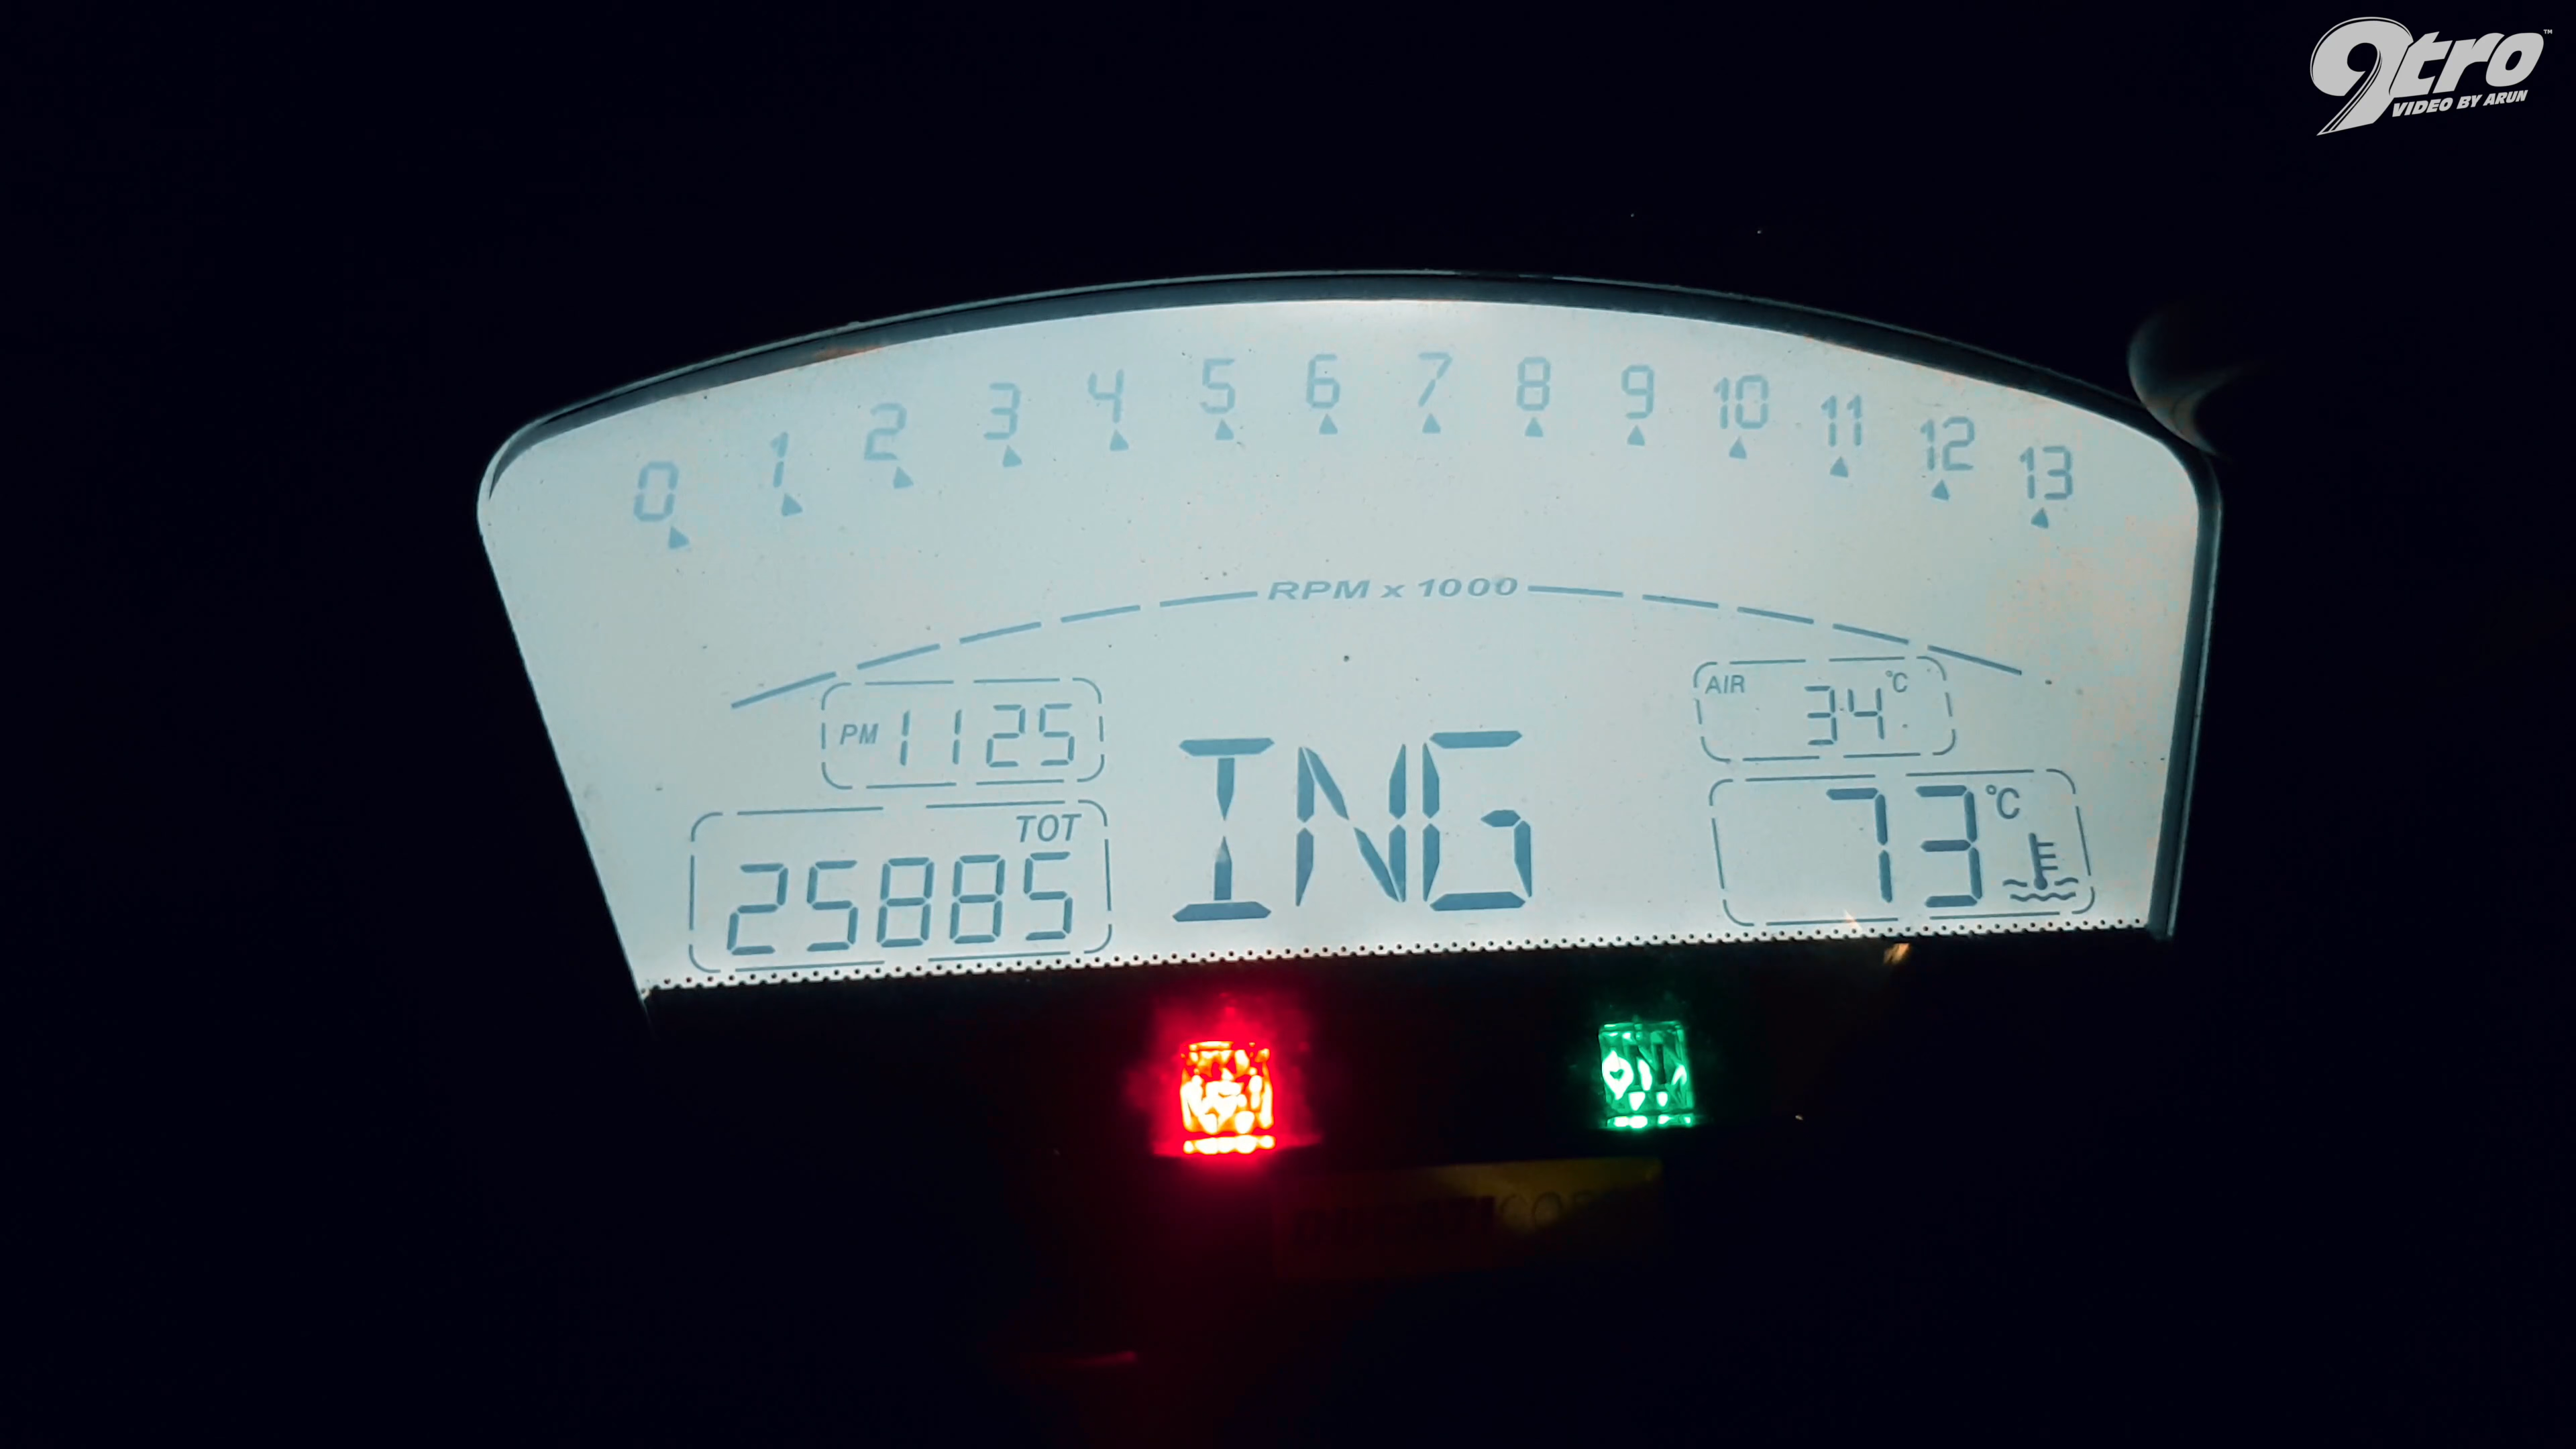 9tro™
VIDEO BY ARUN
0 1 2 3 4 5 6 7 8 9 10 11 12 13
RPM x 1000
PM 1125
AIR 34 °C
ING
TOT
25885
73 °C
N